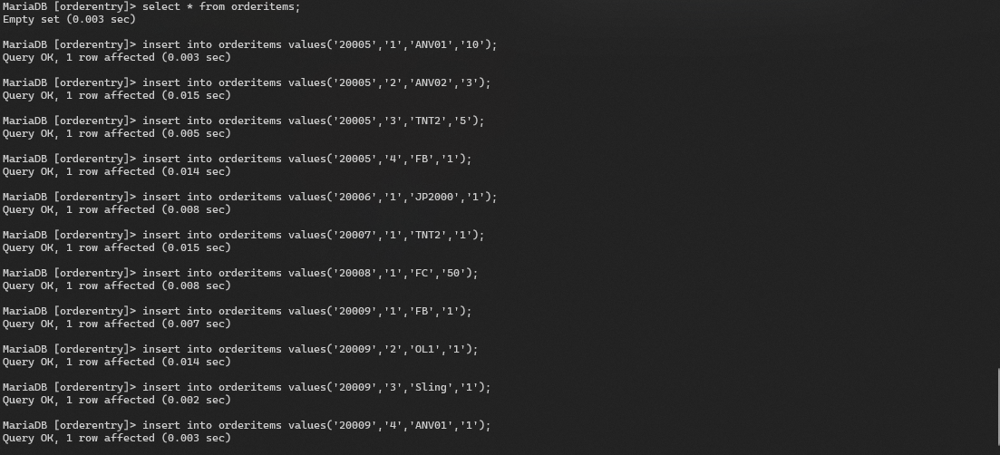 MariaDB [orderentry]> select * from orderitems;
Empty set (0.003 sec)
MariaDB [orderentry]> insert into orderitems values('20005','1','ANV01','10');
Query OK, 1 row affected (0.003 sec)
MariaDB [orderentry]> insert into orderitems values('20005','2','ANV02','3');
Query OK, 1 row affected (0.015 sec)
MariaDB [orderentry]> insert into orderitems values('20005','3','TNT2','5');
Query OK, 1 row affected (0.005 sec)
MariaDB [orderentry]> insert into orderitems values('20005','4','FB','1');
Query OK, 1 row affected (0.014 sec)
MariaDB [orderentry]> insert into orderitems values('20006','1','JP2000','1');
Query OK, 1 row affected (0.008 sec)
MariaDB [orderentry]> insert into orderitems values('20007','1','TNT2','1');
Query OK, 1 row affected (0.015 sec)
MariaDB [orderentry]> insert into orderitems values('20008','1','FC','50');
Query OK, 1 row affected (0.008 sec)
MariaDB [orderentry]> insert into orderitems values('20009','1','FB','1');
Query OK, 1 row affected (0.007 sec)
MariaDB [orderentry]> insert into orderitems values('20009','2','OL1','1');
Query OK, 1 row affected (0.014 sec)
MariaDB [orderentry]> insert into orderitems values('20009','3','Sling','1');
Query OK, 1 row affected (0.002 sec)
MariaDB [orderentry]> insert into orderitems values('20009','4','ANV01','1');
Query OK, 1 row affected (0.003 sec)